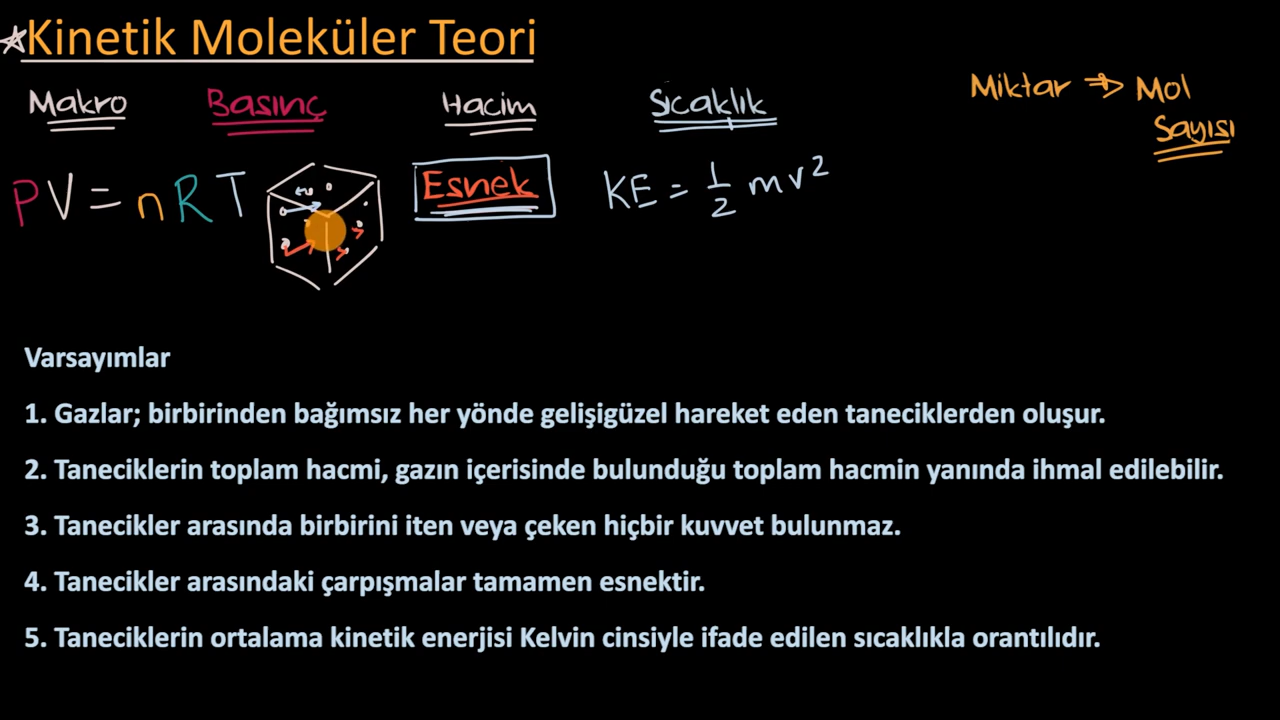 Kinetik Moleküler Teori
Makro Basınç Hacim Sıcaklık
Miktar ⇒ Mol
Sayısı
PV = nRT
Esnek
KE = 1/2 mv²
Varsayımlar
1. Gazlar; birbirinden bağımsız her yönde gelişigüzel hareket eden taneciklerden oluşur.
2. Taneciklerin toplam hacmi, gazın içerisinde bulunduğu toplam hacmin yanında ihmal edilebilir.
3. Tanecikler arasında birbirini iten veya çeken hiçbir kuvvet bulunmaz.
4. Tanecikler arasındaki çarpışmalar tamamen esnektir.
5. Taneciklerin ortalama kinetik enerjisi Kelvin cinsiyle ifade edilen sıcaklıkla orantılıdır.